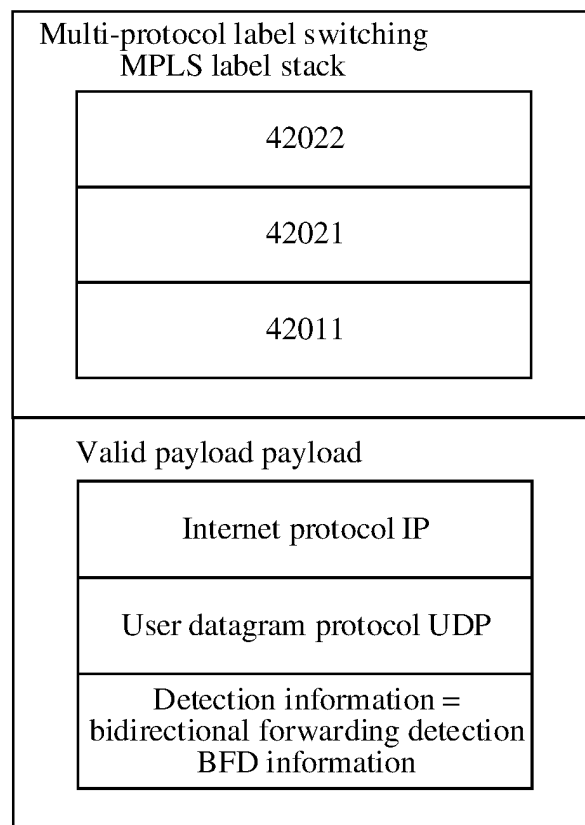 Multi-protocol label switching
MPLS label stack
42022
42021
42011
Valid payload payload
Internet protocol IP
User datagram protocol UDP
Detection information =
bidirectional forwarding detection
BFD information